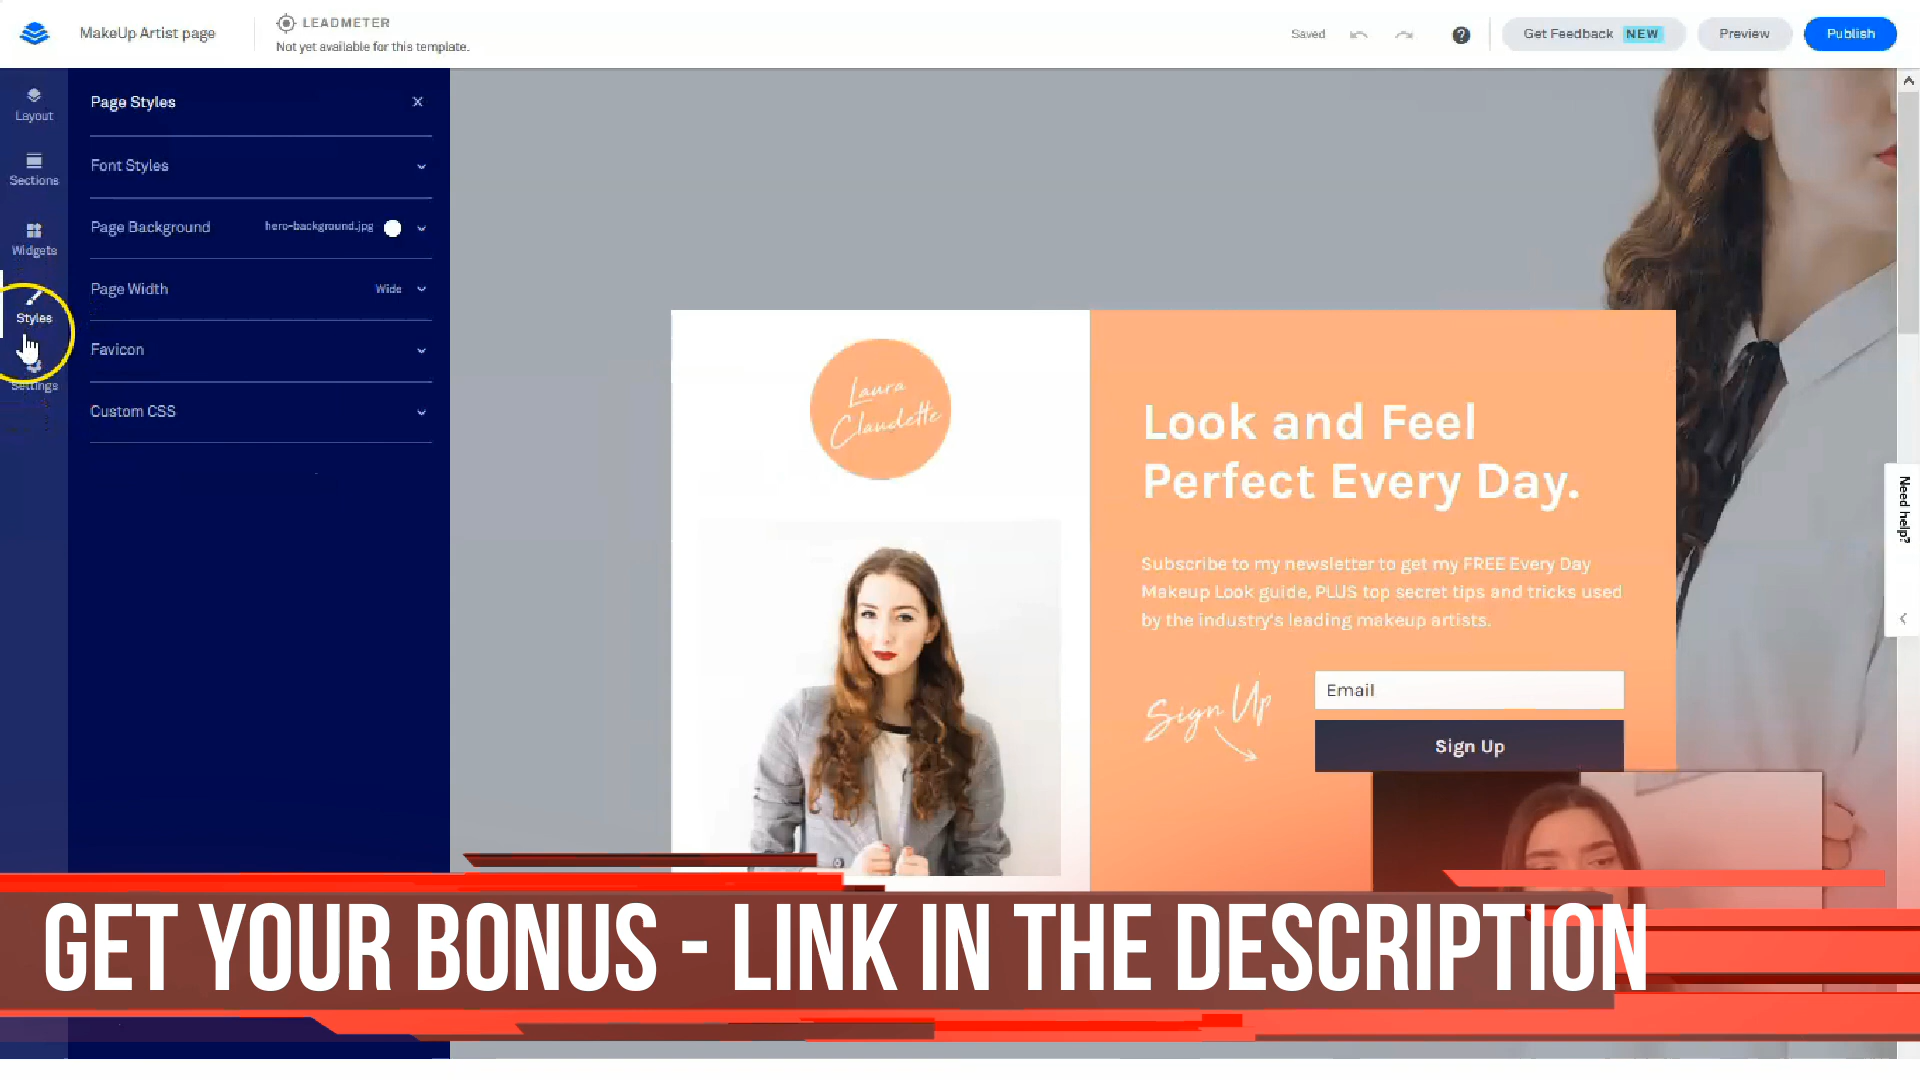 MakeUp Artist page
LEADMETER
Not yet available for this template.
Saved
Get Feedback NEW
Preview
Publish
Layout
Sections
Widgets
Styles
Settings
Page Styles
Font Styles
Page Background hero-background.jpg
Page Width Wide
Favicon
Custom CSS
Laura
Claudette
Look and Feel
Perfect Every Day.
Subscribe to my newsletter to get my FREE Every Day
Makeup Look guide, PLUS top secret tips and tricks used
by the industry's leading makeup artists.
Sign Up
Email
Sign Up
Need help?
GET YOUR BONUS - LINK IN THE DESCRIPTION